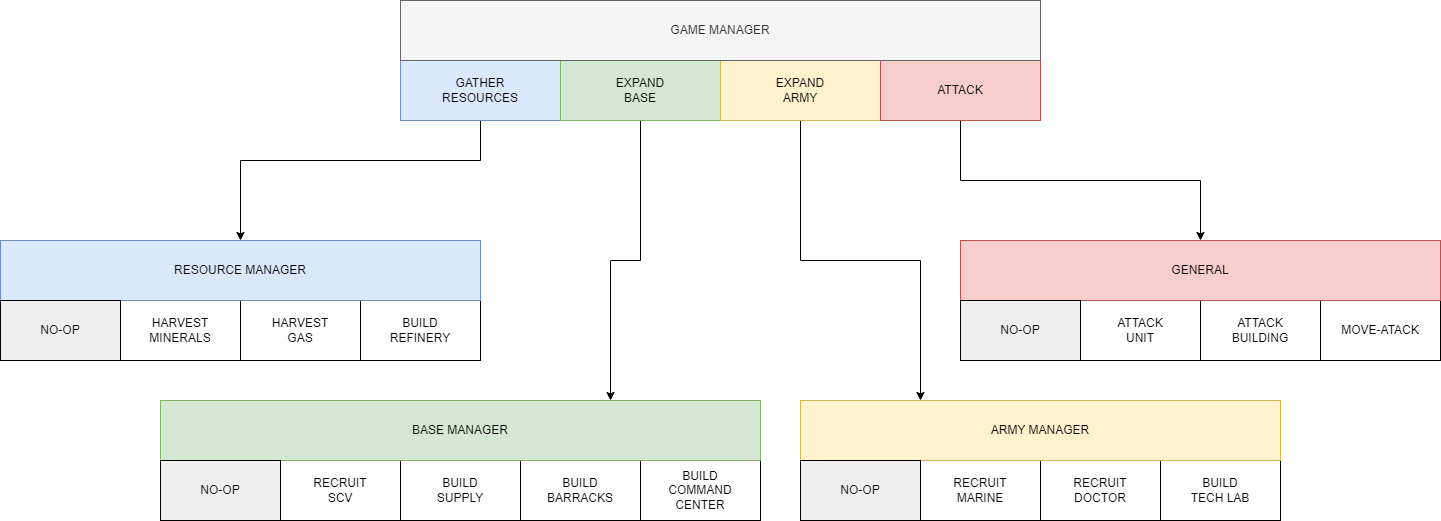 GAME MANAGER
GATHER
RESOURCES
EXPAND
BASE
EXPAND
ARMY
ATTACK
RESOURCE MANAGER
NO-OP
HARVEST
MINERALS
HARVEST
GAS
BUILD
REFINERY
GENERAL
NO-OP
ATTACK
UNIT
ATTACK
BUILDING
MOVE-ATACK
BASE MANAGER
NO-OP
RECRUIT
SCV
BUILD
SUPPLY
BUILD
BARRACKS
BUILD
COMMAND
CENTER
ARMY MANAGER
NO-OP
RECRUIT
MARINE
RECRUIT
DOCTOR
BUILD
TECH LAB